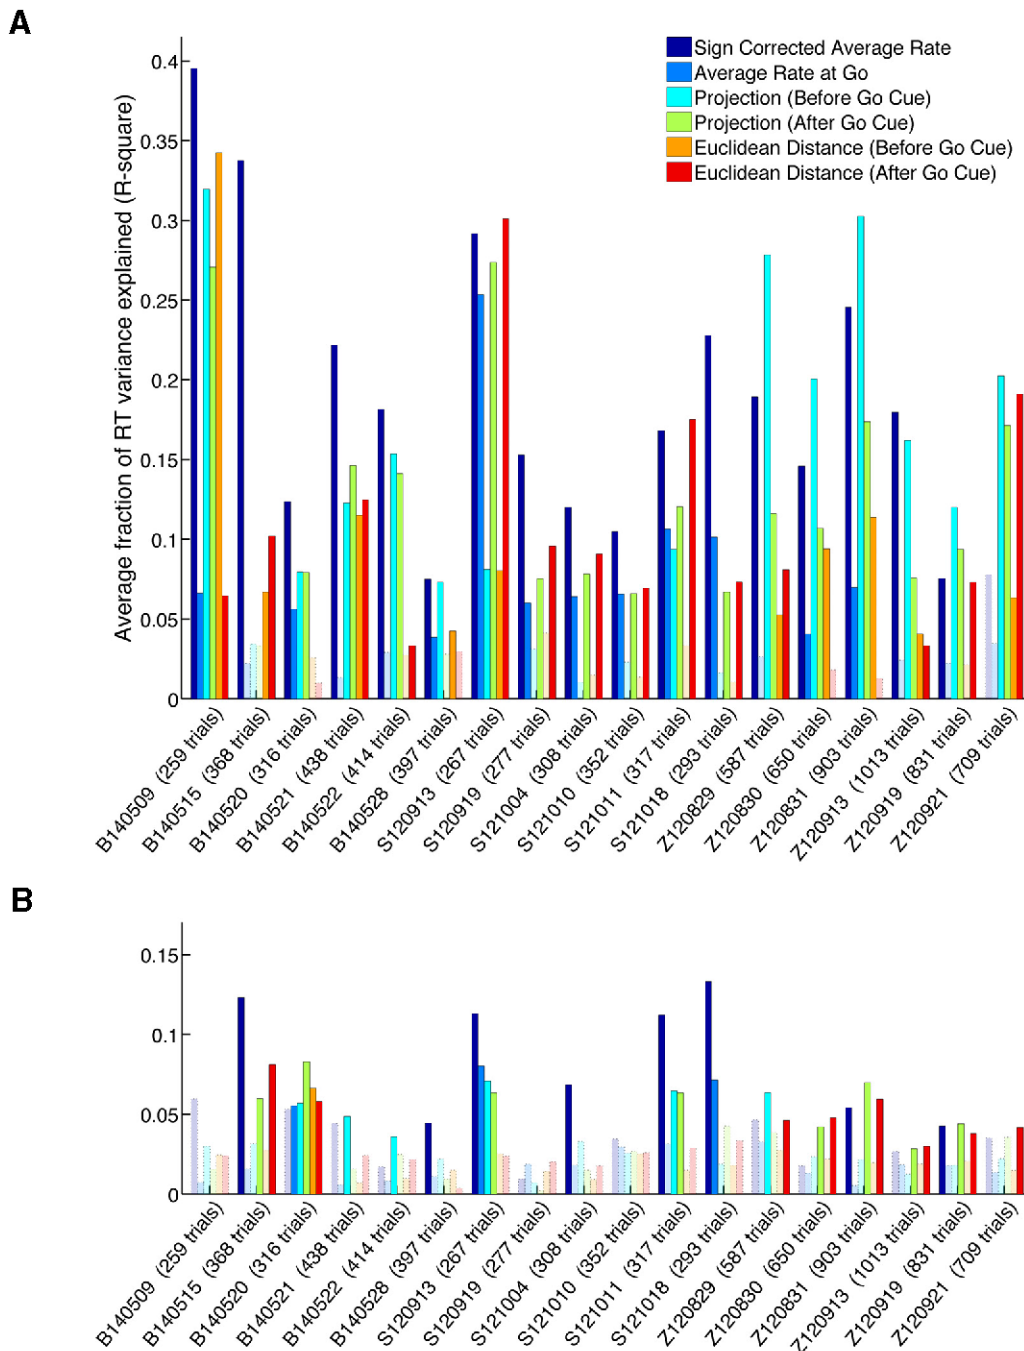 A
Average fraction of RT variance explained (R-square)
0.4
0.35
0.3
0.25
0.2
0.15
0.1
0.05
0
Sign Corrected Average Rate
Average Rate at Go
Projection (Before Go Cue)
Projection (After Go Cue)
Euclidean Distance (Before Go Cue)
Euclidean Distance (After Go Cue)
B140509 (259 trials)
B140515 (368 trials)
B140520 (316 trials)
B140521 (438 trials)
B140522 (414 trials)
B140528 (397 trials)
S120913 (267 trials)
S120919 (277 trials)
S121004 (308 trials)
S121010 (352 trials)
S121011 (317 trials)
S121018 (293 trials)
Z120829 (587 trials)
Z120830 (650 trials)
Z120831 (903 trials)
Z120913 (1013 trials)
Z120919 (831 trials)
Z120921 (709 trials)
B
0.15
0.1
0.05
0
B140509 (259 trials)
B140515 (368 trials)
B140520 (316 trials)
B140521 (438 trials)
B140522 (414 trials)
B140528 (397 trials)
S120913 (267 trials)
S120919 (277 trials)
S121004 (308 trials)
S121010 (352 trials)
S121011 (317 trials)
S121018 (293 trials)
Z120829 (587 trials)
Z120830 (650 trials)
Z120831 (903 trials)
Z120913 (1013 trials)
Z120919 (831 trials)
Z120921 (709 trials)